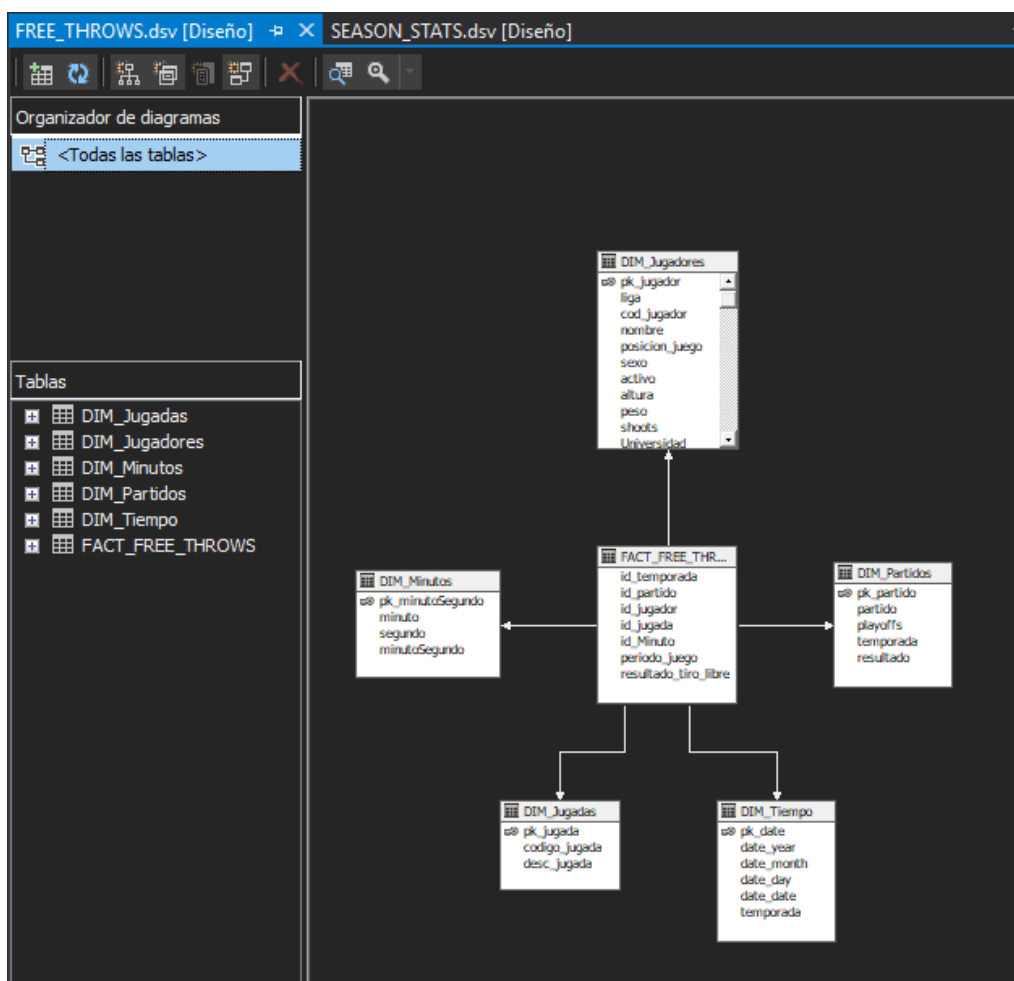 FREE_THROWS.dsv [Diseño]
SEASON_STATS.dsv [Diseño]
Organizador de diagramas
<Todas las tablas>
Tablas
DIM_Jugadas
DIM_Jugadores
DIM_Minutos
DIM_Partidos
DIM_Tiempo
FACT_FREE_THROWS
DIM_Jugadores
pk_jugador
liga
cod_jugador
nombre
posicion_juego
sexo
activo
altura
peso
shoots
Universidad
DIM_Minutos
pk_minutoSegundo
minuto
segundo
minutoSegundo
FACT_FREE_THR...
id_temporada
id_partido
id_jugador
id_jugada
id_Minuto
periodo_juego
resultado_tiro_libre
DIM_Partidos
pk_partido
partido
playoffs
temporada
resultado
DIM_Jugadas
pk_jugada
codigo_jugada
desc_jugada
DIM_Tiempo
pk_date
date_year
date_month
date_day
date_date
temporada